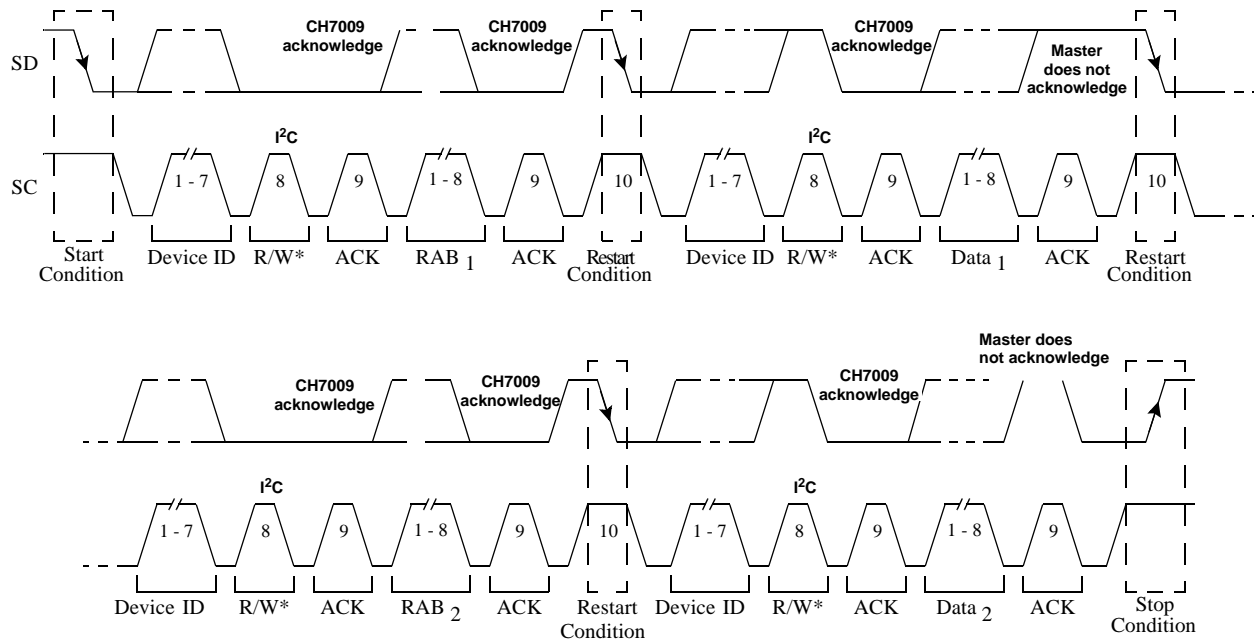 CH7009 acknowledge
CH7009 acknowledge
CH7009 acknowledge
Master does not acknowledge
SD
I²C
I²C
SC
1 - 7
8
9
1 - 8
9
10
1 - 7
8
9
1 - 8
9
10
Start Condition
Device ID
R/W*
ACK
RAB 1
ACK
Restart Condition
Device ID
R/W*
ACK
Data 1
ACK
Restart Condition
CH7009 acknowledge
CH7009 acknowledge
CH7009 acknowledge
Master does not acknowledge
I²C
I²C
1 - 7
8
9
1 - 8
9
10
1 - 7
8
9
1 - 8
9
Device ID
R/W*
ACK
RAB 2
ACK
Restart Condition
Device ID
R/W*
ACK
Data 2
ACK
Stop Condition